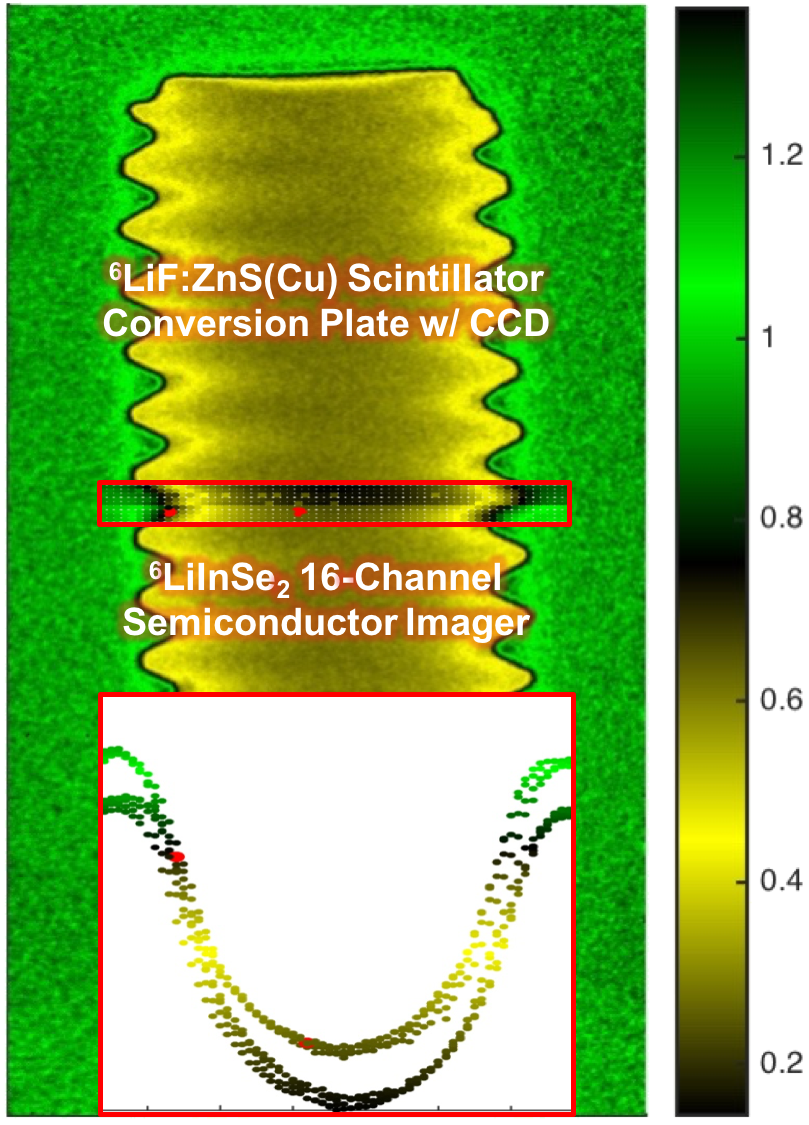 ⁶LiF:ZnS(Cu) Scintillator
Conversion Plate w/ CCD
⁶LiInSe₂ 16-Channel
Semiconductor Imager
1.2
1
0.8
0.6
0.4
0.2